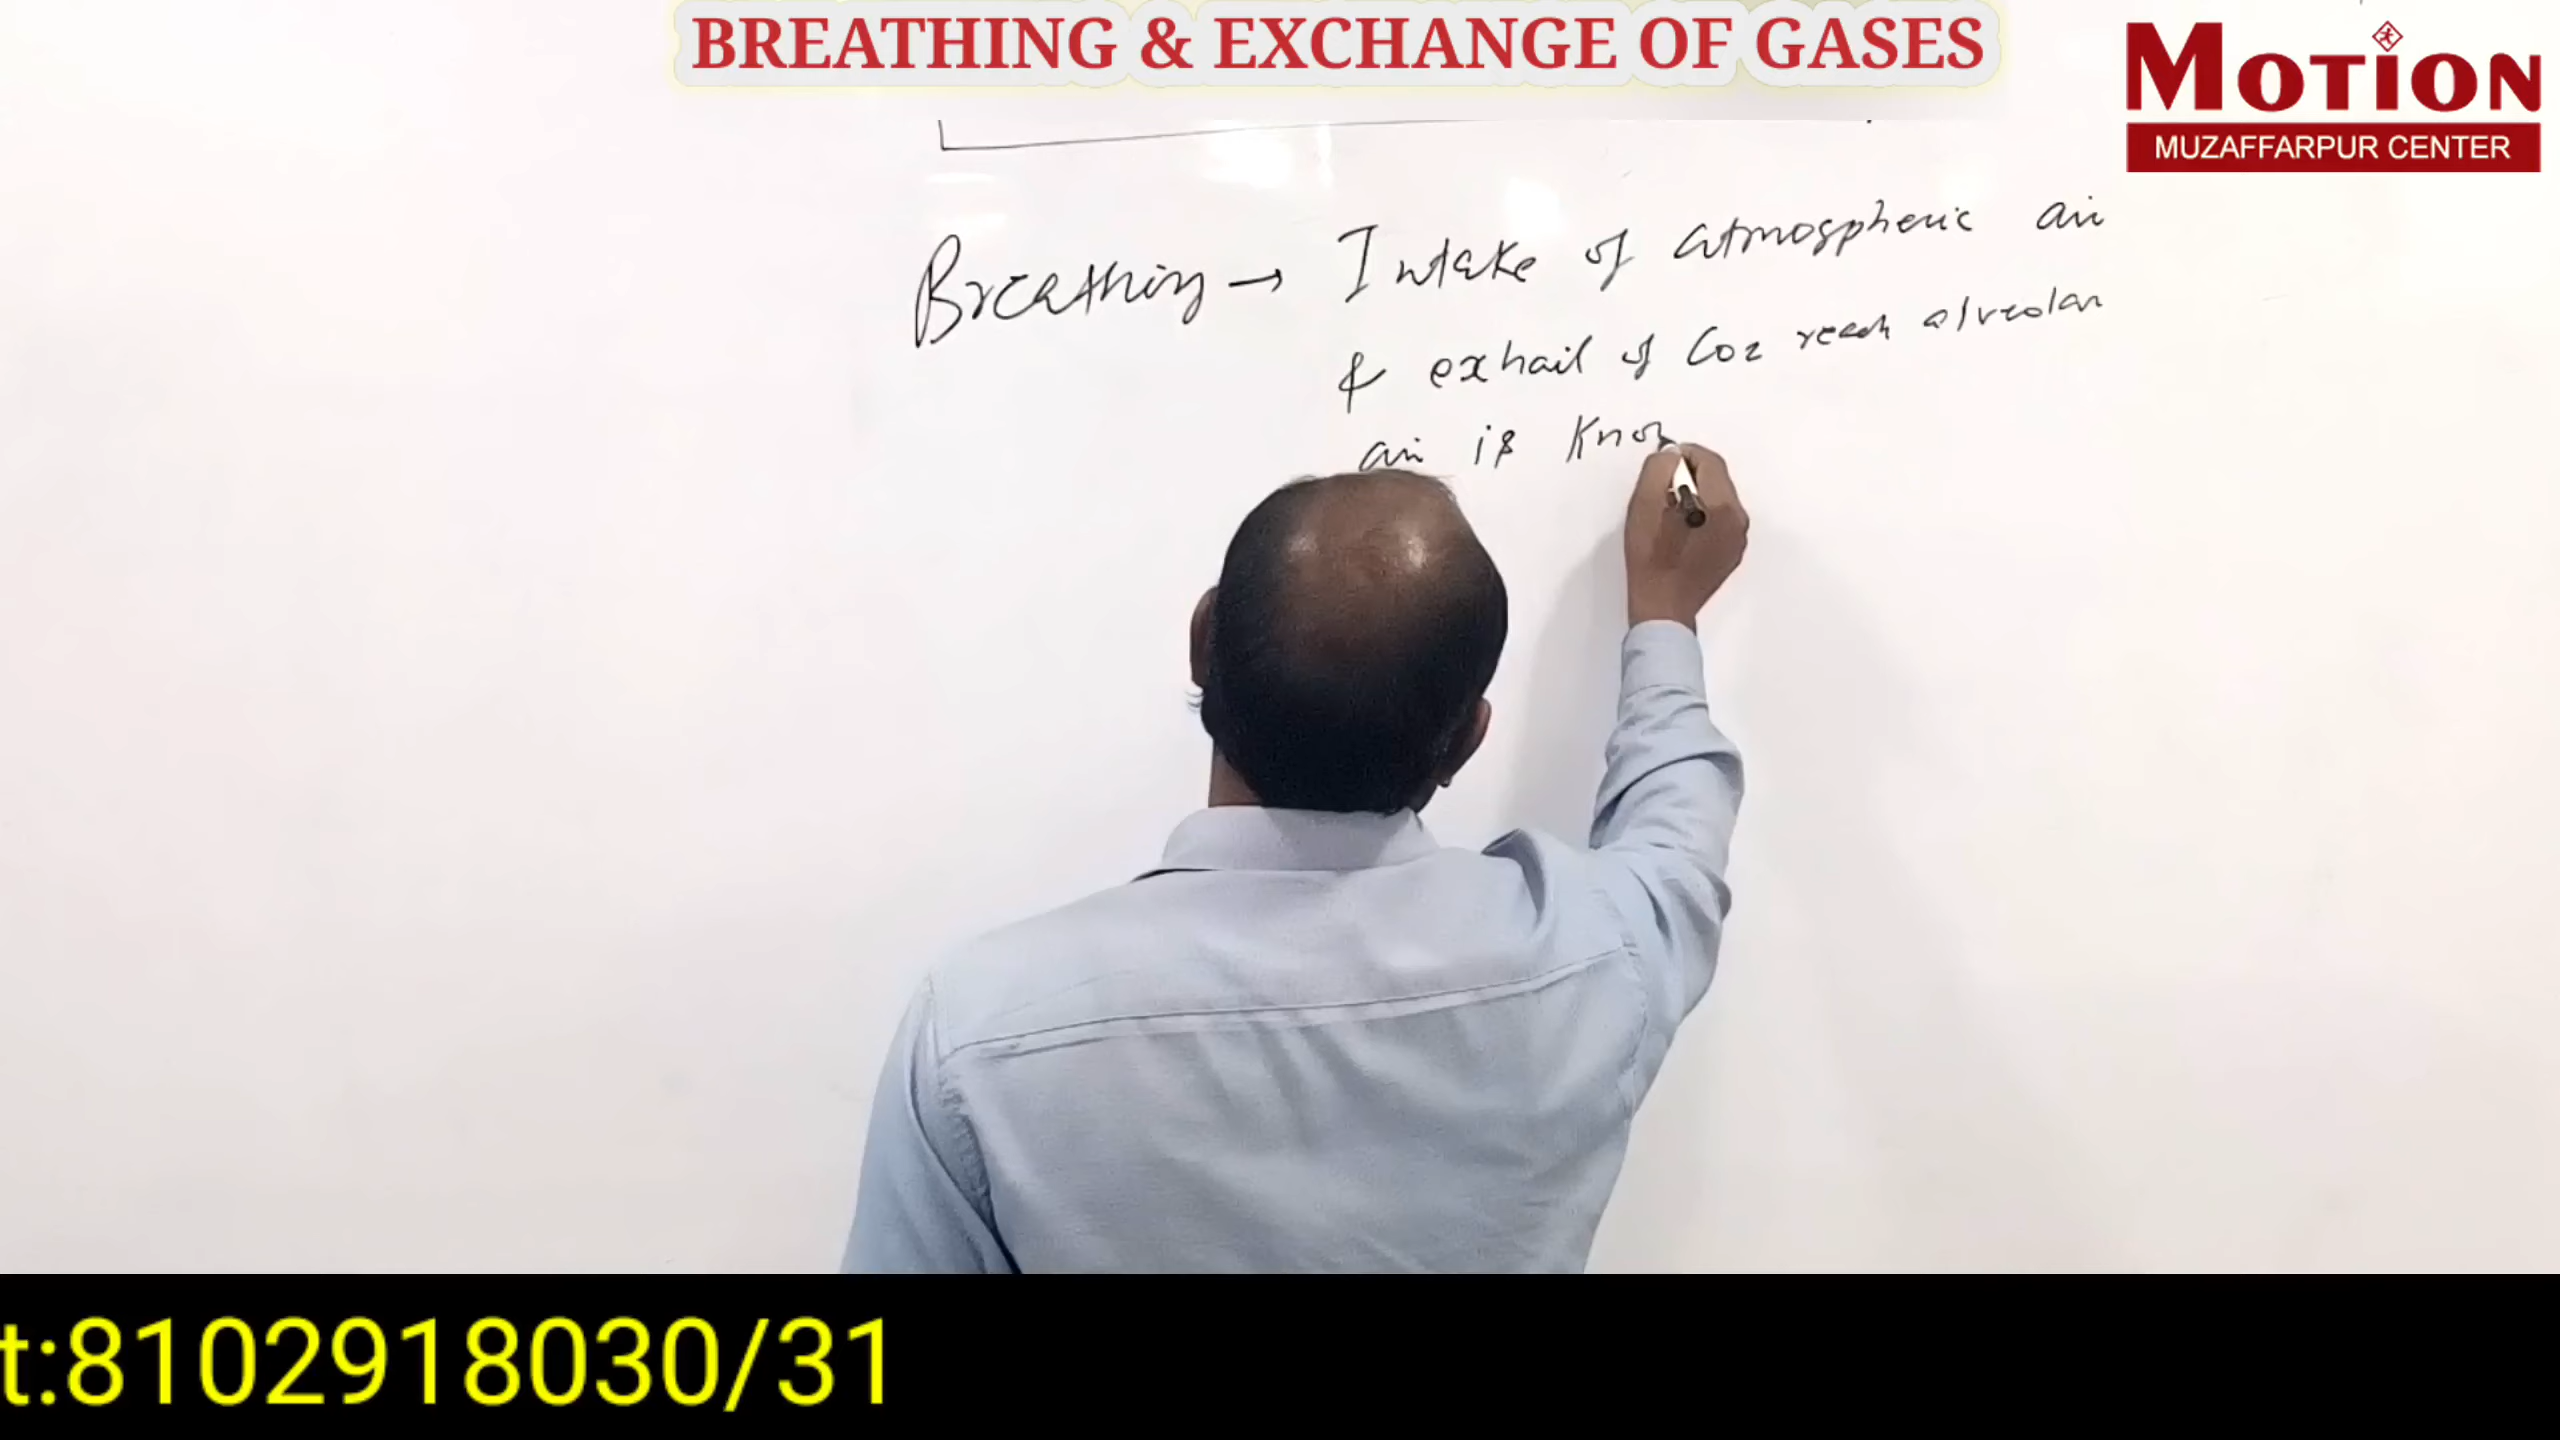 BREATHING & EXCHANGE OF GASES
MOTION
MUZAFFARPUR CENTER
Breathing → Intake of atmospheric air
& exhail of Co2 reach alveolar
air is Know
t:8102918030/31